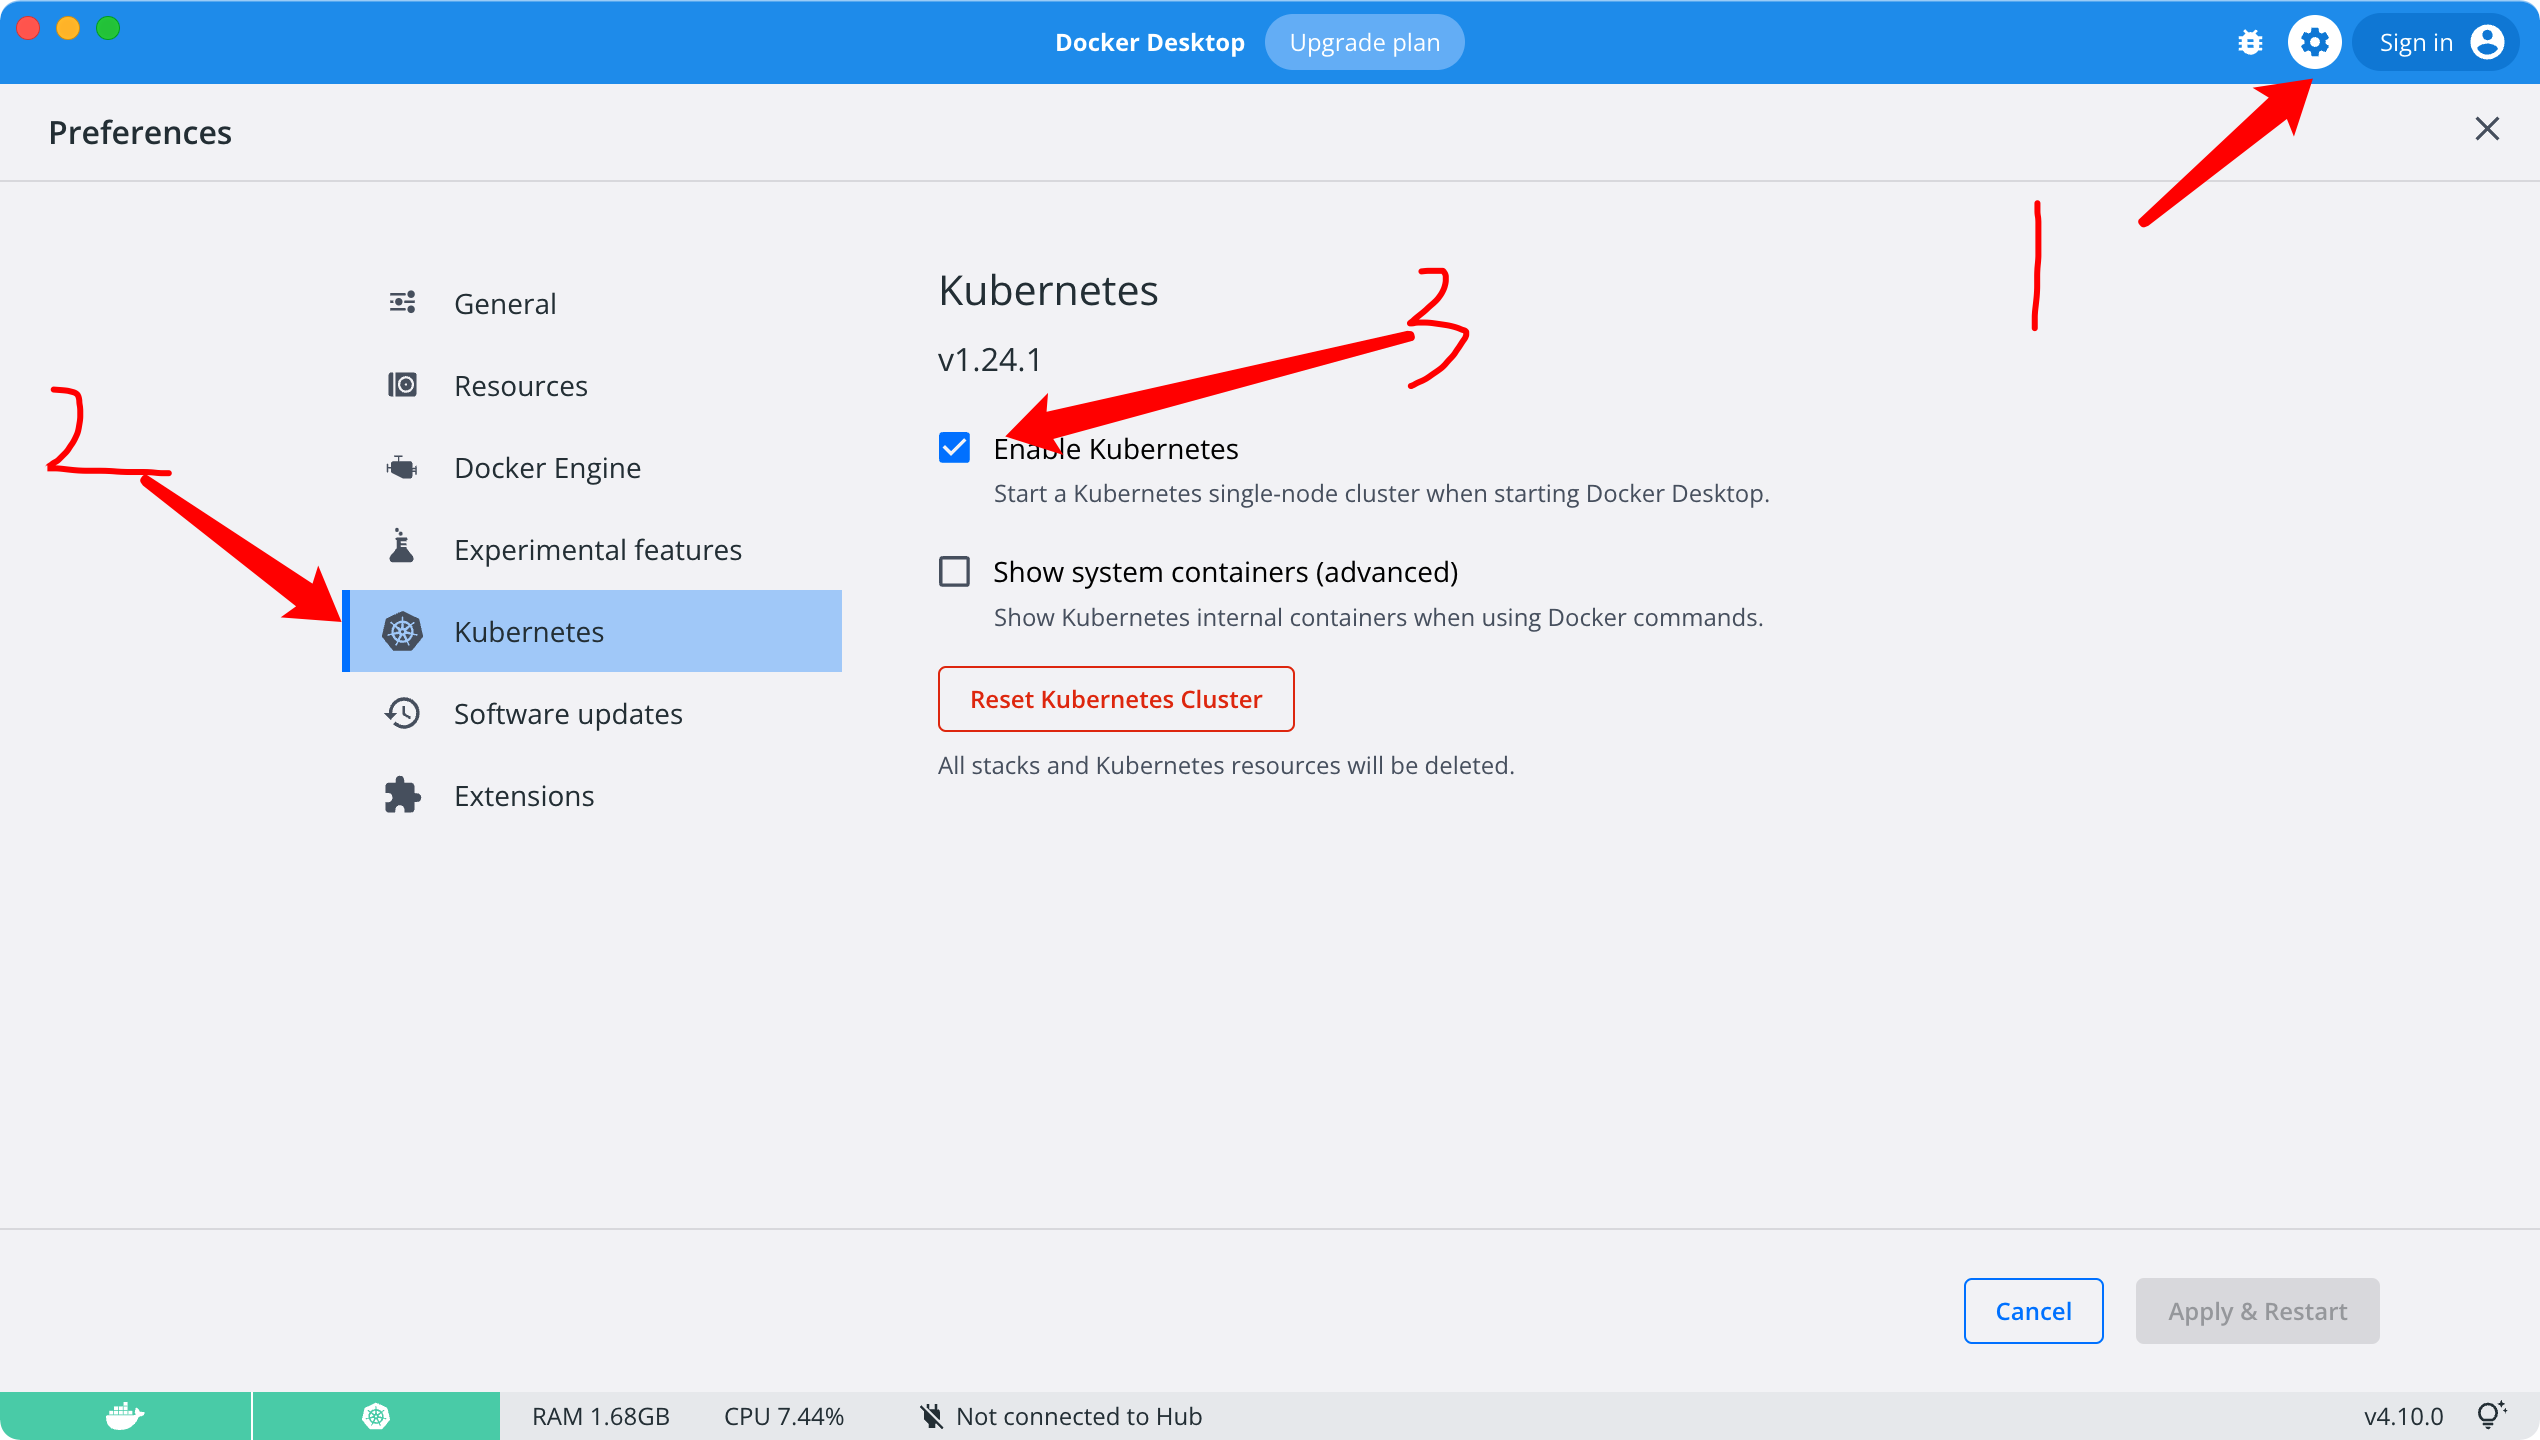 Docker Desktop
Upgrade plan
Sign in
Preferences
1
General
Resources
2
Docker Engine
Experimental features
Kubernetes
Software updates
Extensions
Kubernetes
3
v1.24.1
Enable Kubernetes
Start a Kubernetes single-node cluster when starting Docker Desktop.
Show system containers (advanced)
Show Kubernetes internal containers when using Docker commands.
Reset Kubernetes Cluster
All stacks and Kubernetes resources will be deleted.
Cancel
Apply & Restart
RAM 1.68GB
CPU 7.44%
Not connected to Hub
v4.10.0